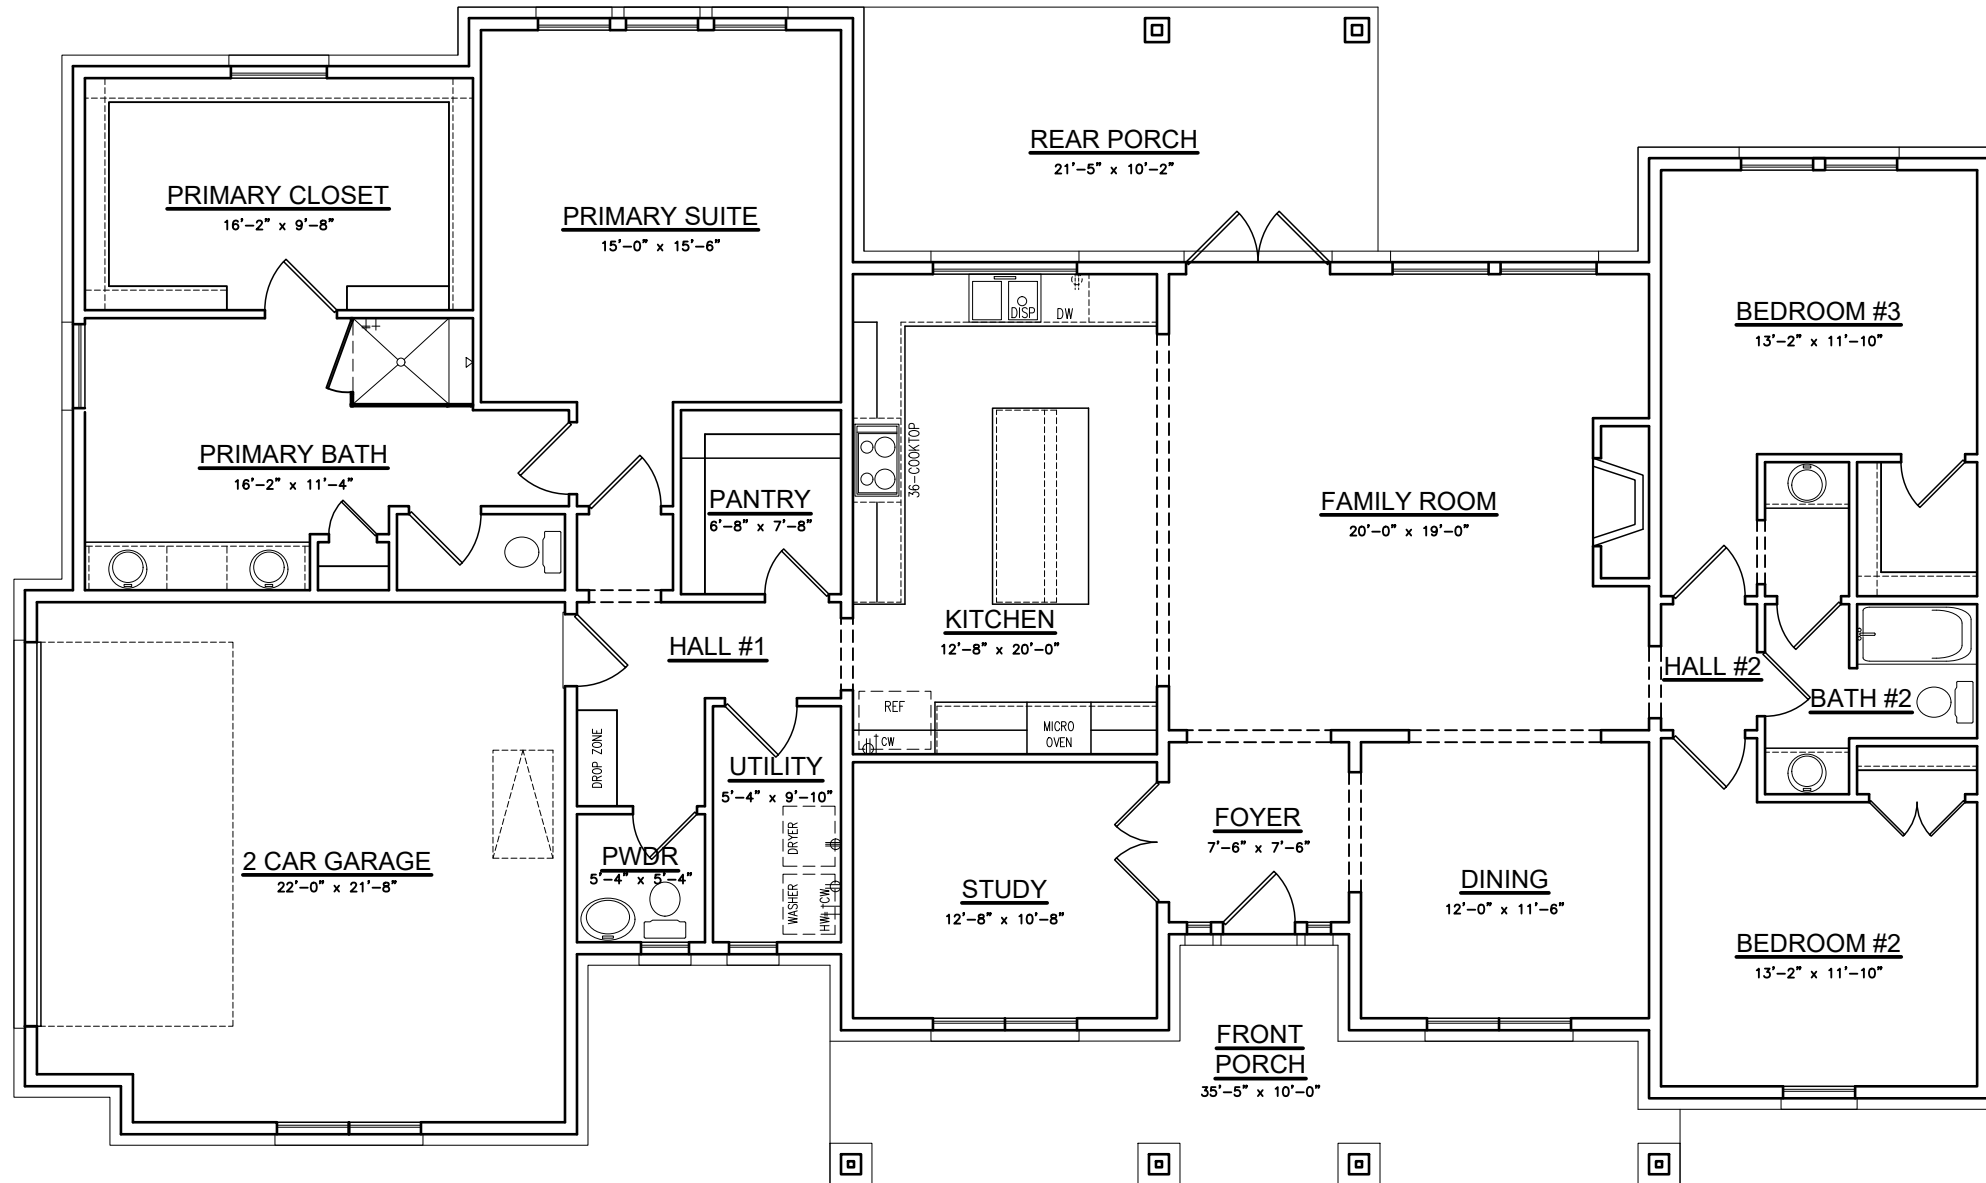 REAR PORCH
21'-5" x 10'-2"
PRIMARY CLOSET
16'-2" x 9'-8"
PRIMARY SUITE
15'-0" x 15'-6"
DISP
DW
BEDROOM #3
13'-2" x 11'-10"
PRIMARY BATH
16'-2" x 11'-4"
PANTRY
6'-8" x 7'-8"
36-COOKTOP
FAMILY ROOM
20'-0" x 19'-0"
KITCHEN
12'-8" x 20'-0"
HALL #1
HALL #2
BATH #2
REF
CW
MICRO
OVEN
DROP ZONE
UTILITY
5'-4" x 9'-10"
DRYER
WASHER
HW
CW
FOYER
7'-6" x 7'-6"
2 CAR GARAGE
22'-0" x 21'-8"
PWDR
5'-4" x 5'-4"
STUDY
12'-8" x 10'-8"
DINING
12'-0" x 11'-6"
BEDROOM #2
13'-2" x 11'-10"
FRONT
PORCH
35'-5" x 10'-0"